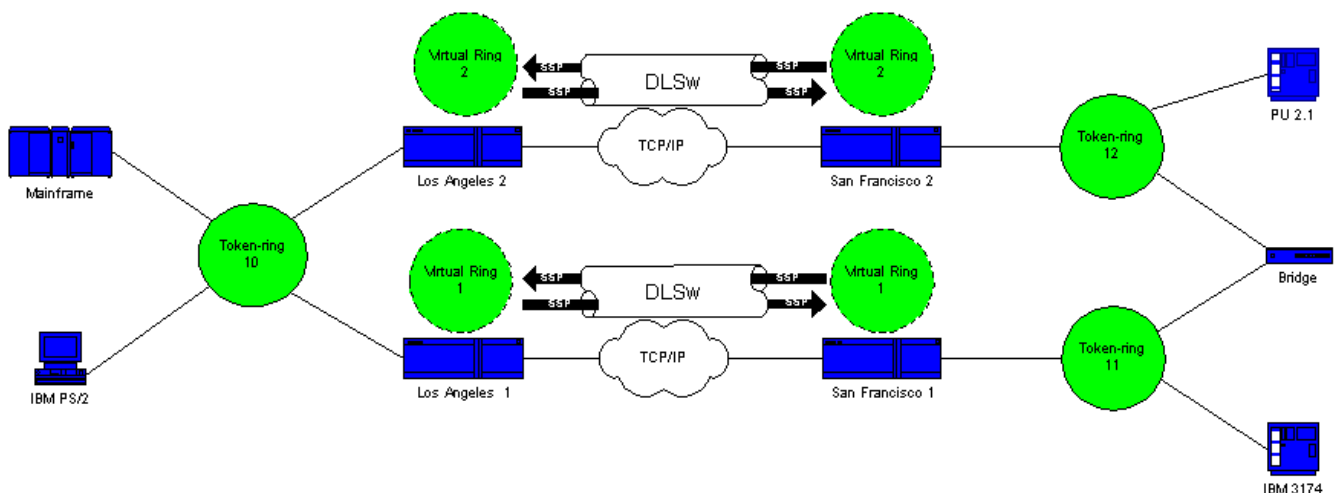 Virtual Ring
2
SSP
SSP
DLSw
SSP
SSP
Virtual Ring
2
PU 2.1
Mainframe
Los Angeles 2
TCP/IP
San Francisco 2
Token-ring
12
Token-ring
10
Virtual Ring
1
SSP
SSP
DLSw
SSP
SSP
Virtual Ring
1
Bridge
IBM PS/2
Los Angeles 1
TCP/IP
San Francisco 1
Token-ring
11
IBM 3174